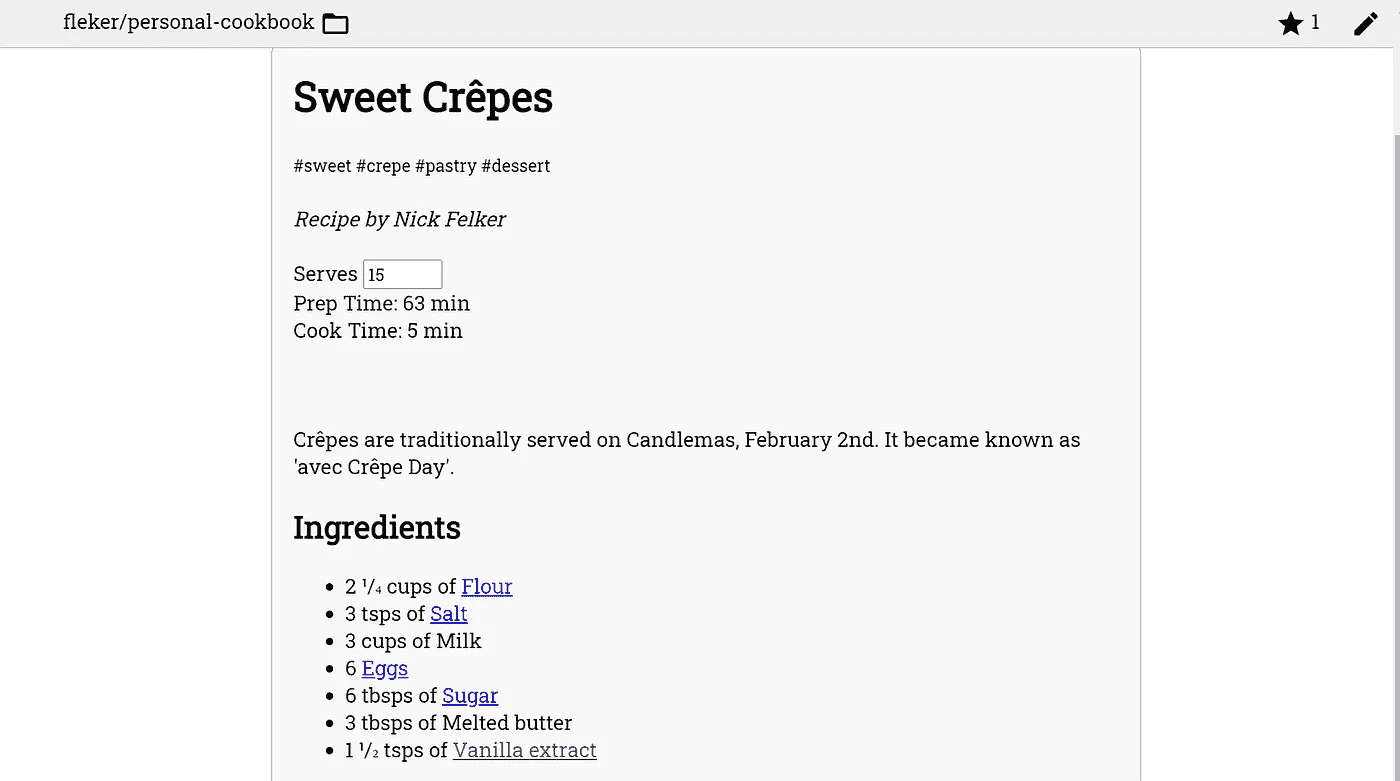 fleker/personal-cookbook
1
Sweet Crêpes
#sweet #crepe #pastry #dessert
Recipe by Nick Felker
Serves 15
Prep Time: 63 min
Cook Time: 5 min
Crêpes are traditionally served on Candlemas, February 2nd. It became known as
'avec Crêpe Day'.
Ingredients
• 2 1/4 cups of Flour
• 3 tsps of Salt
• 3 cups of Milk
• 6 Eggs
• 6 tbsps of Sugar
• 3 tbsps of Melted butter
• 1 1/2 tsps of Vanilla extract